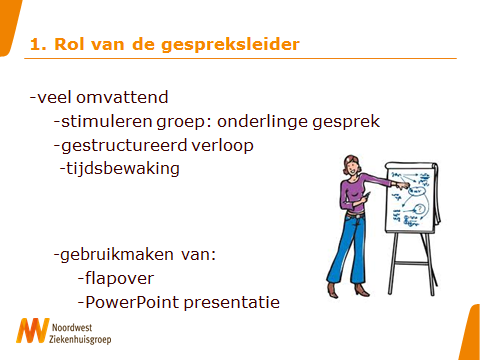 1. Rol van de gespreksleider
-veel omvattend
-stimuleren groep: onderlinge gesprek
-gestructureerd verloop
-tijdsbewaking
-gebruikmaken van:
-flapover
-PowerPoint presentatie
Noordwest
Ziekenhuisgroep